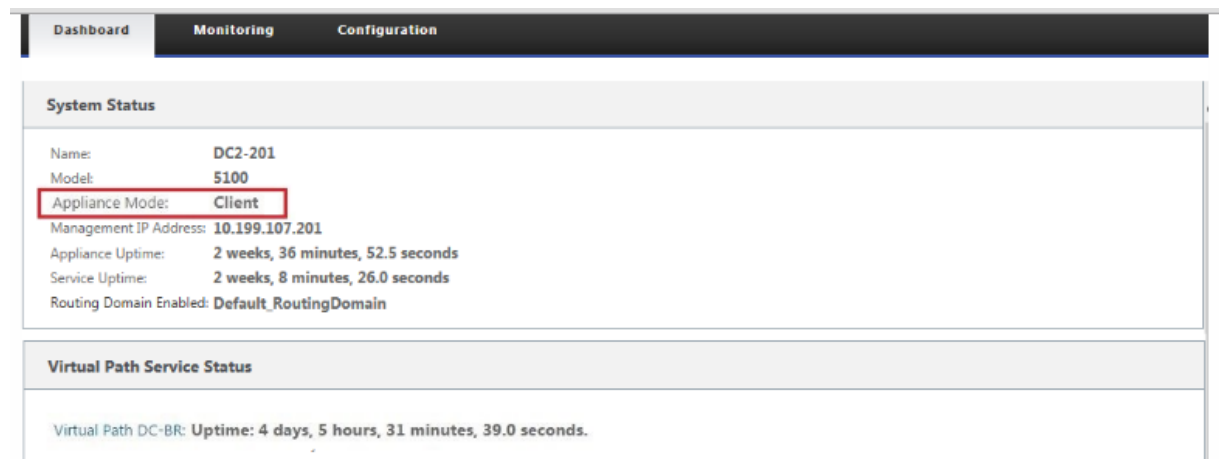 Dashboard Monitoring Configuration
System Status
Name: DC2-201
Model: 5100
Appliance Mode: Client
Management IP Address: 10.199.107.201
Appliance Uptime: 2 weeks, 36 minutes, 52.5 seconds
Service Uptime: 2 weeks, 8 minutes, 26.0 seconds
Routing Domain Enabled: Default_RoutingDomain
Virtual Path Service Status
Virtual Path DC-BR: Uptime: 4 days, 5 hours, 31 minutes, 39.0 seconds.